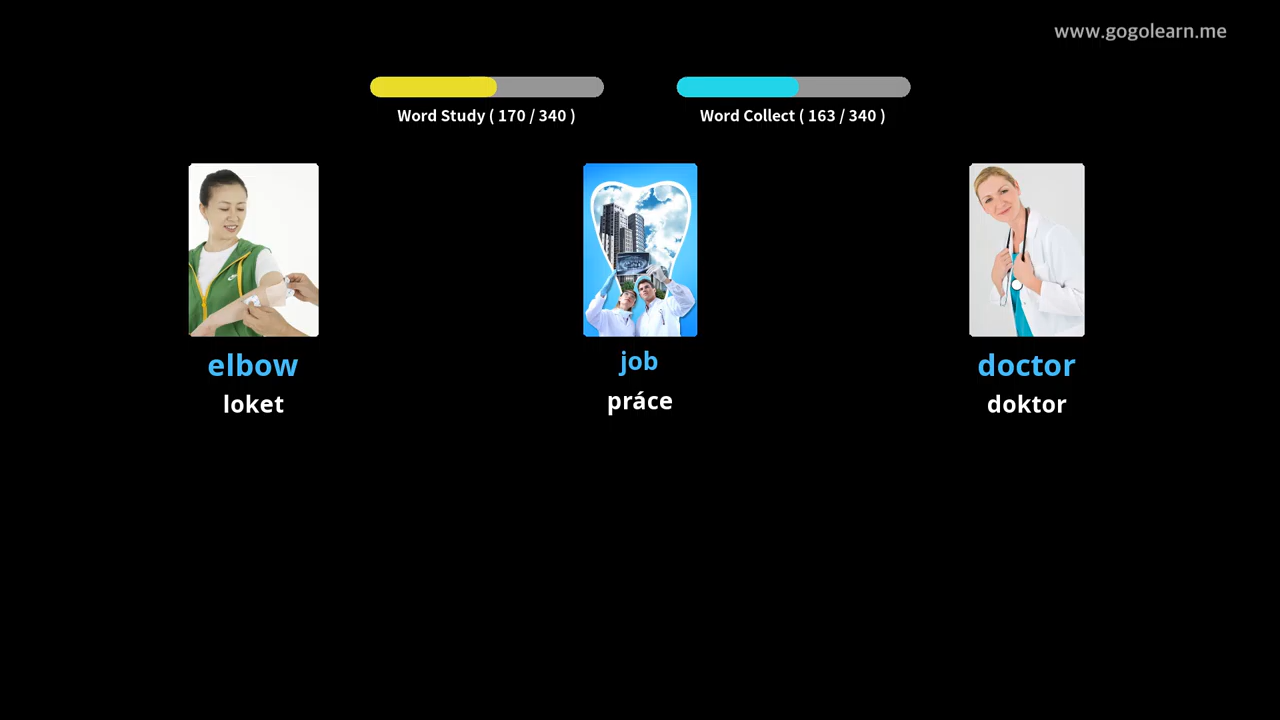 www.gogolearn.me
Word Study ( 170 / 340 )
Word Collect ( 163 / 340 )
elbow
loket
job
práce
doctor
doktor